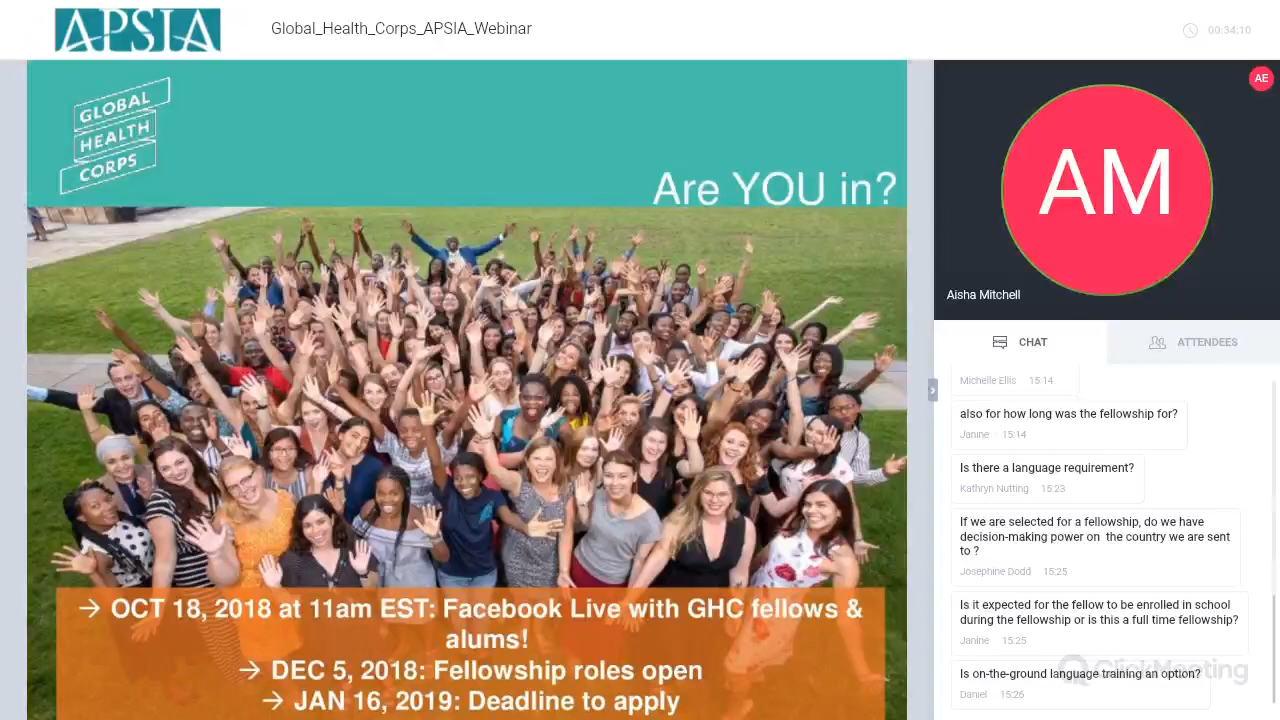 APSIA
Global_Health_Corps_APSIA_Webinar
00:34:10
GLOBAL
HEALTH
CORPS
Are YOU in?
→ OCT 18, 2018 at 11am EST: Facebook Live with GHC fellows &
alums!
→ DEC 5, 2018: Fellowship roles open
→ JAN 16, 2019: Deadline to apply
AE
AM
Aisha Mitchell
CHAT
ATTENDEES
Michelle Ellis 15:14
also for how long was the fellowship for?
Janine 15:14
Is there a language requirement?
Kathryn Nutting 15:23
If we are selected for a fellowship, do we have
decision-making power on the country we are sent
to ?
Josephine Dodd 15:25
Is it expected for the fellow to be enrolled in school
during the fellowship or is this a full time fellowship?
Janine 15:25
Is on-the-ground language training an option?
Daniel 15:26
ClickMeeting